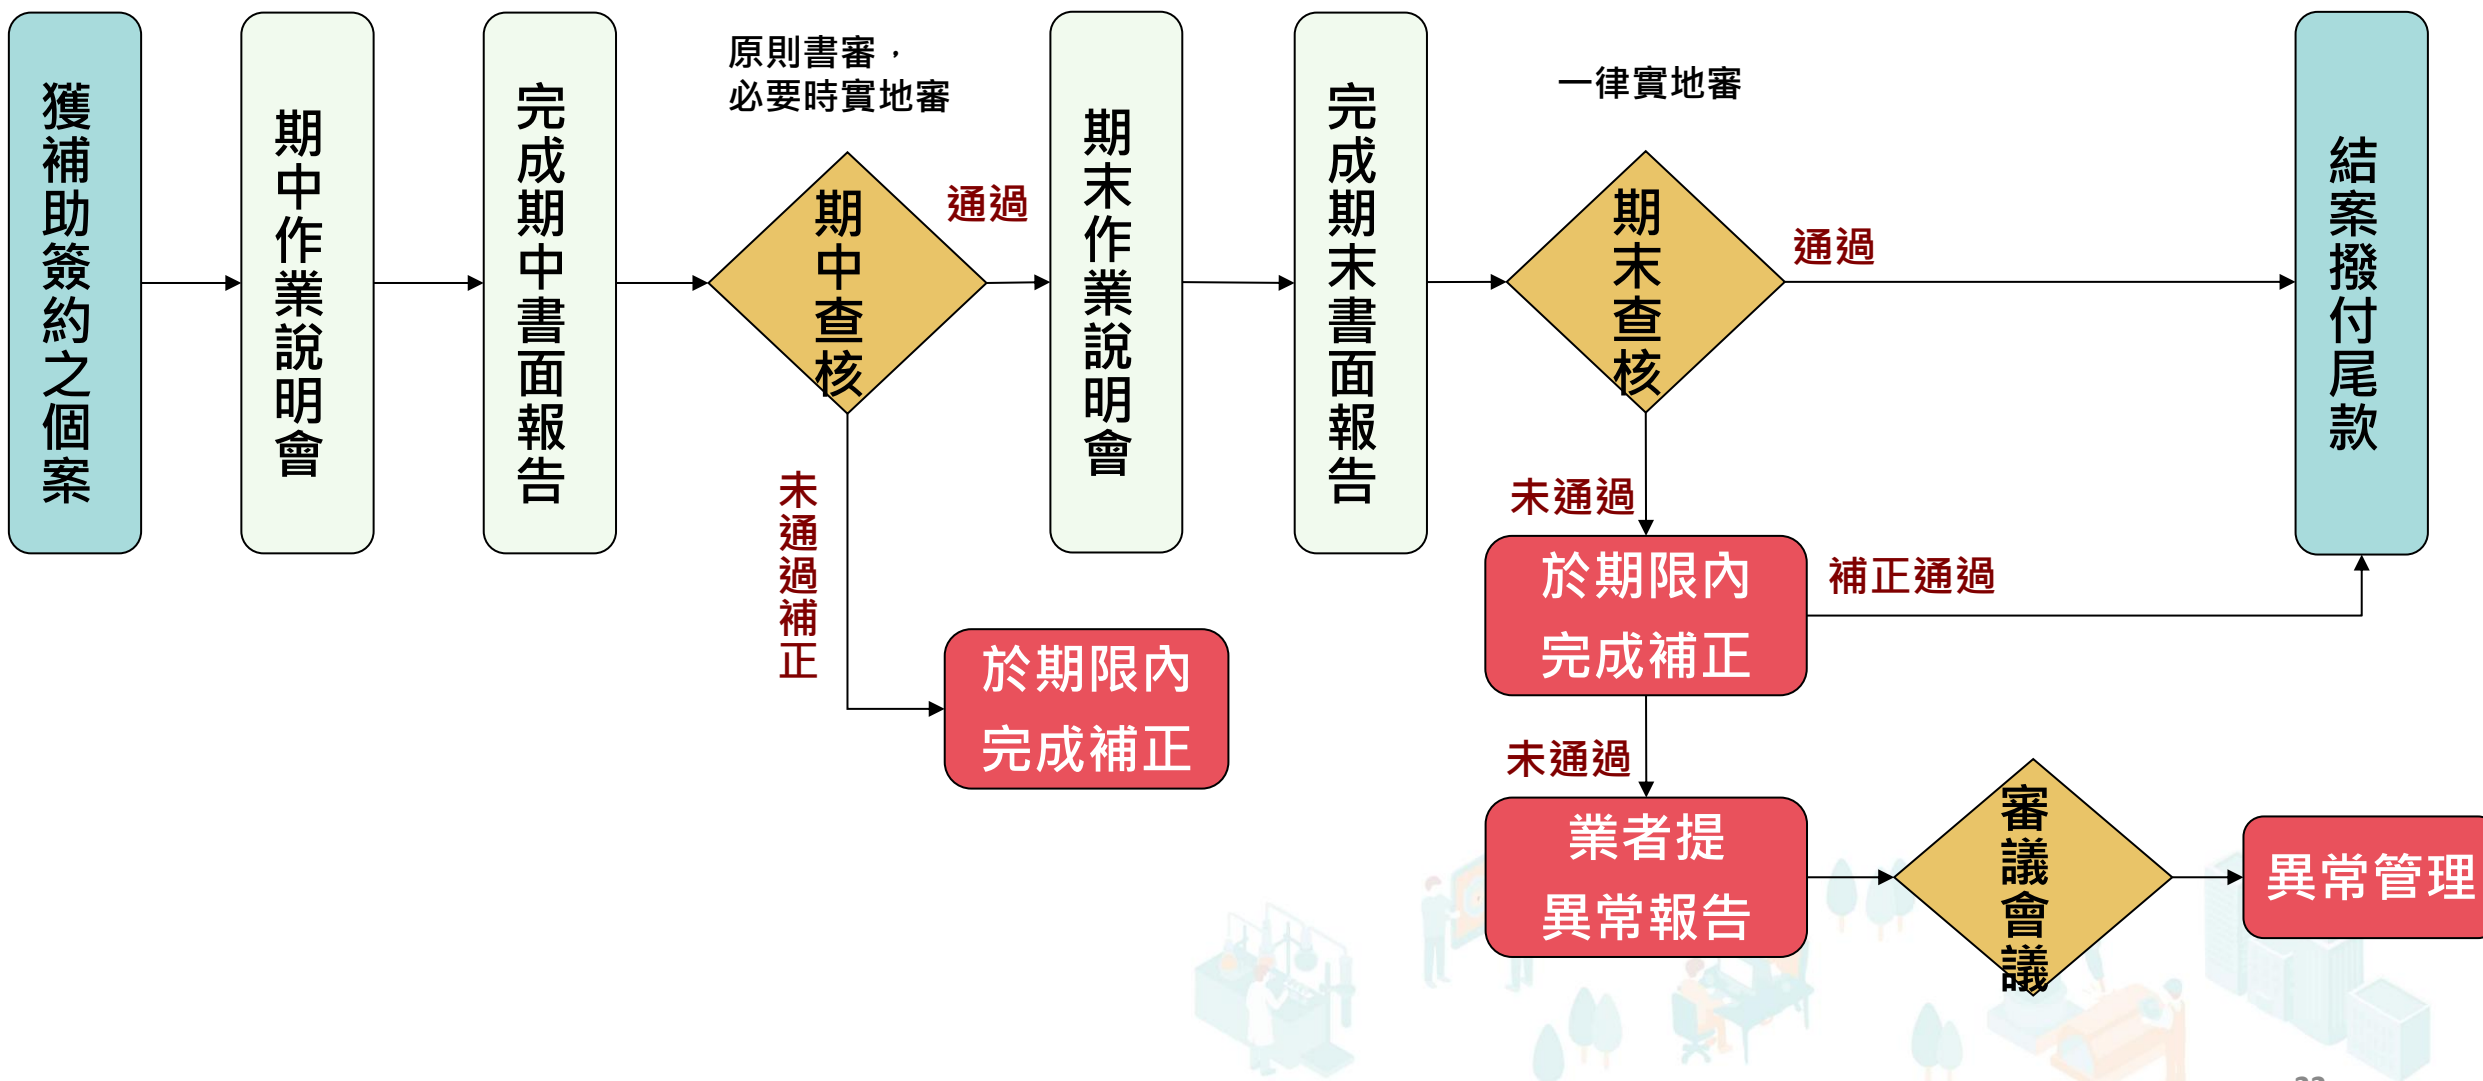 獲補助簽約之個案
期中作業說明會
完成期中書面報告
原則書審，
必要時實地審
期中查核
通過
未通過補正
於期限內
完成補正
期末作業說明會
完成期末書面報告
一律實地審
期末查核
通過
未通過
於期限內
完成補正
補正通過
未通過
業者提
異常報告
審議會議
異常管理
結案撥付尾款